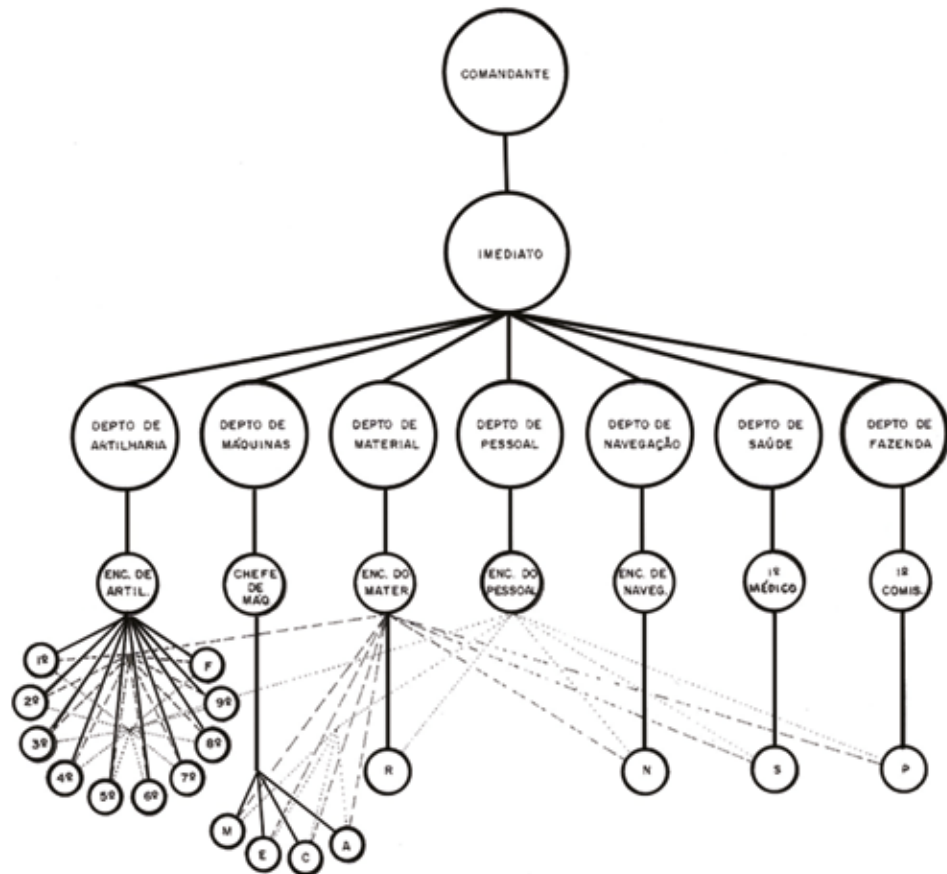 COMANDANTE
IMEDIATO
DEPTO DE
ARTILHARIA
DEPTO DE
MÁQUINAS
DEPTO DE
MATERIAL
DEPTO DE
PESSOAL
DEPTO DE
NAVEGAÇÃO
DEPTO DE
SAÚDE
DEPTO DE
FAZENDA
ENC. DE
ARTIL.
CHEFE
DE
MÁQ
ENC. DO
MATER.
ENC. DO
PESSOAL
ENC. DE
NAVEG.
1º
MÉDICO
1º
COMIS.
1º
2º
3º
4º
5º
6º
7º
8º
9º
F
M
E
C
A
R
N
S
P